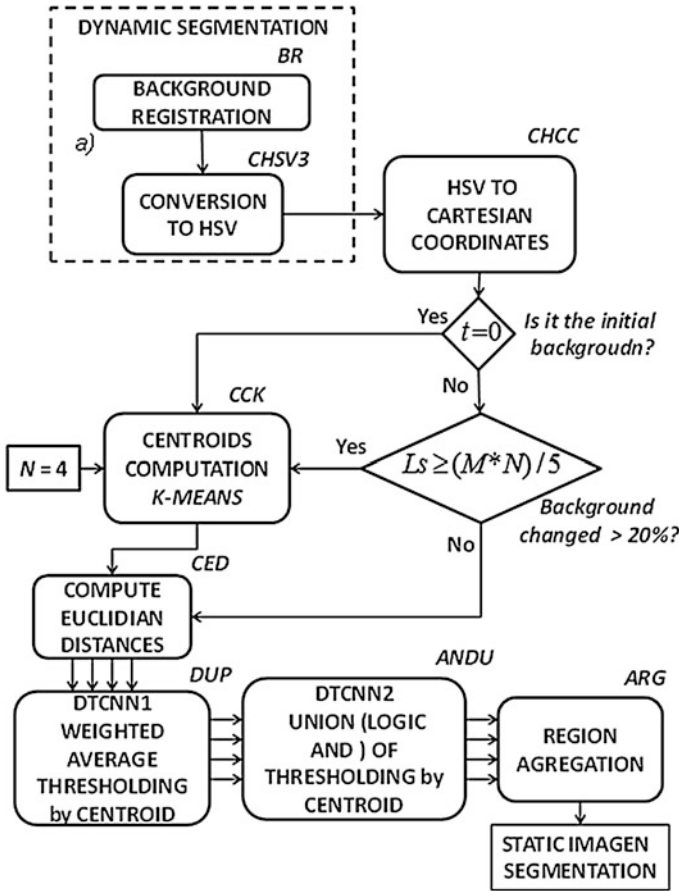 DYNAMIC SEGMENTATION
BR
BACKGROUND
REGISTRATION
a)
CHSV3
CONVERSION
TO HSV
CHCC
HSV TO
CARTESIAN
COORDINATES
Yes
t=0
Is it the initial
backgroudn?
No
CCK
CENTROIDS
COMPUTATION
K-MEANS
N = 4
Yes
Ls≥(M*N)/5
Background
changed > 20%?
No
CED
COMPUTE
EUCLIDIAN
DISTANCES
DUP
DTCNN1
WEIGHTED
AVERAGE
THRESHOLDING
by CENTROID
ANDU
DTCNN2
UNION (LOGIC
AND ) OF
THRESHOLDING by
CENTROID
ARG
REGION
AGREGATION
STATIC IMAGEN
SEGMENTATION